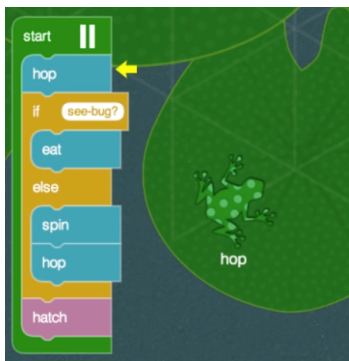 start
hop
if see-bug?
eat
else
spin
hop
hatch
hop